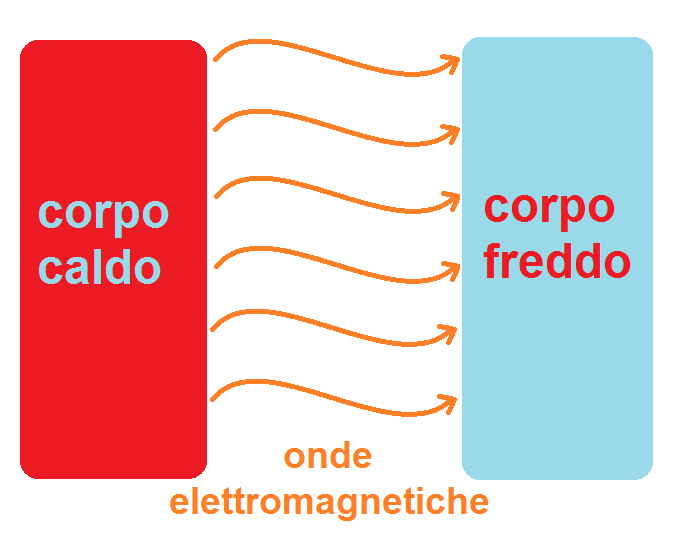 corpo
caldo
corpo
freddo
onde
elettromagnetiche